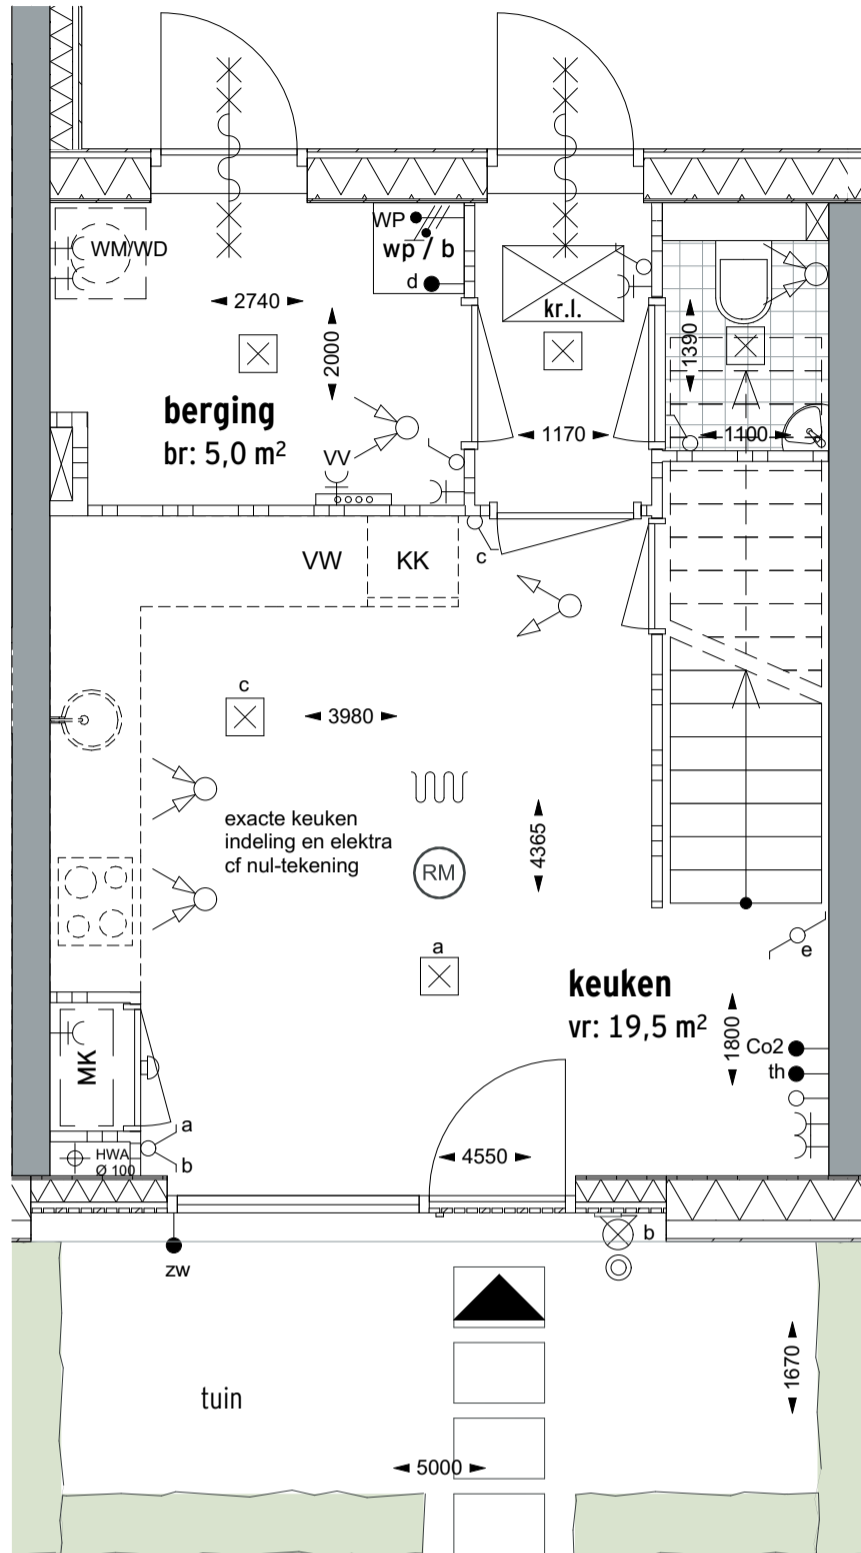 WM/WD
WP
wp / b
d
2740
2000
kr.l.
1390
berging
br: 5,0 m²
1170
1100
VV
VW
KK
c
c
3980
exacte keuken
indeling en elektra
cf nul-tekening
RM
4365
a
e
keuken
vr: 19,5 m²
1800
Co2
th
MK
a
HWA
Ø 100
b
4550
b
zw
1670
tuin
5000